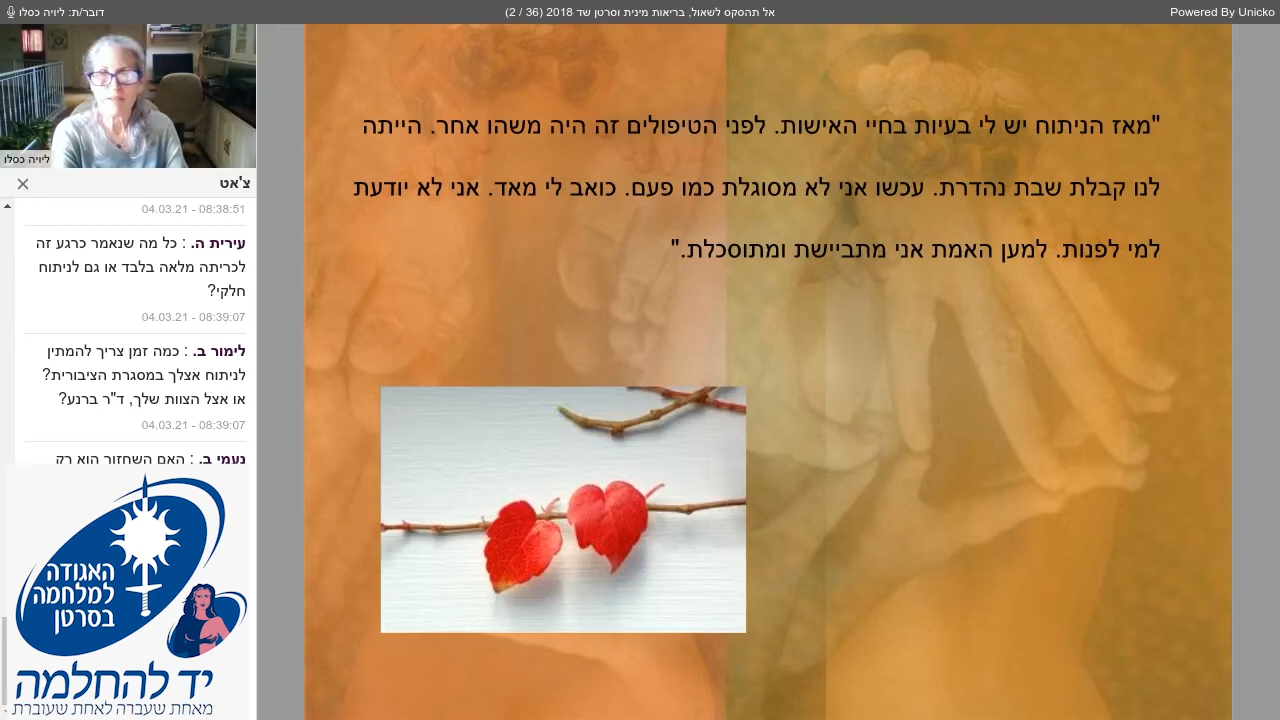 דובר/ת: ליויה כסלו
אל תהסקס לשאול, בריאות מינית וסרטן שד 2018 (36 / 2)
Powered By Unicko
ליויה כסלו
צ'אט
04.03.21 - 08:38:51
עירית ה. : כל מה שנאמר כרגע זה
לכריתה מלאה בלבד או גם לניתוח
חלקי?
04.03.21 - 08:39:07
לימור ב. : כמה זמן צריך להמתין
לניתוח אצלך במסגרת הציבורית?
או אצל הצוות שלך, ד"ר ברנע?
04.03.21 - 08:39:07
נעמי ב. : האם השחזור הוא רק
האגודה
למלחמה
בסרטן
יד להחלמה
מאחת שעברה לאחת שעוברת
"מאז הניתוח יש לי בעיות בחיי האישות. לפני הטיפולים זה היה משהו אחר. הייתה
לנו קבלת שבת נהדרת. עכשו אני לא מסוגלת כמו פעם. כואב לי מאד. אני לא יודעת
למי לפנות. למען האמת אני מתביישת ומתוסכלת."